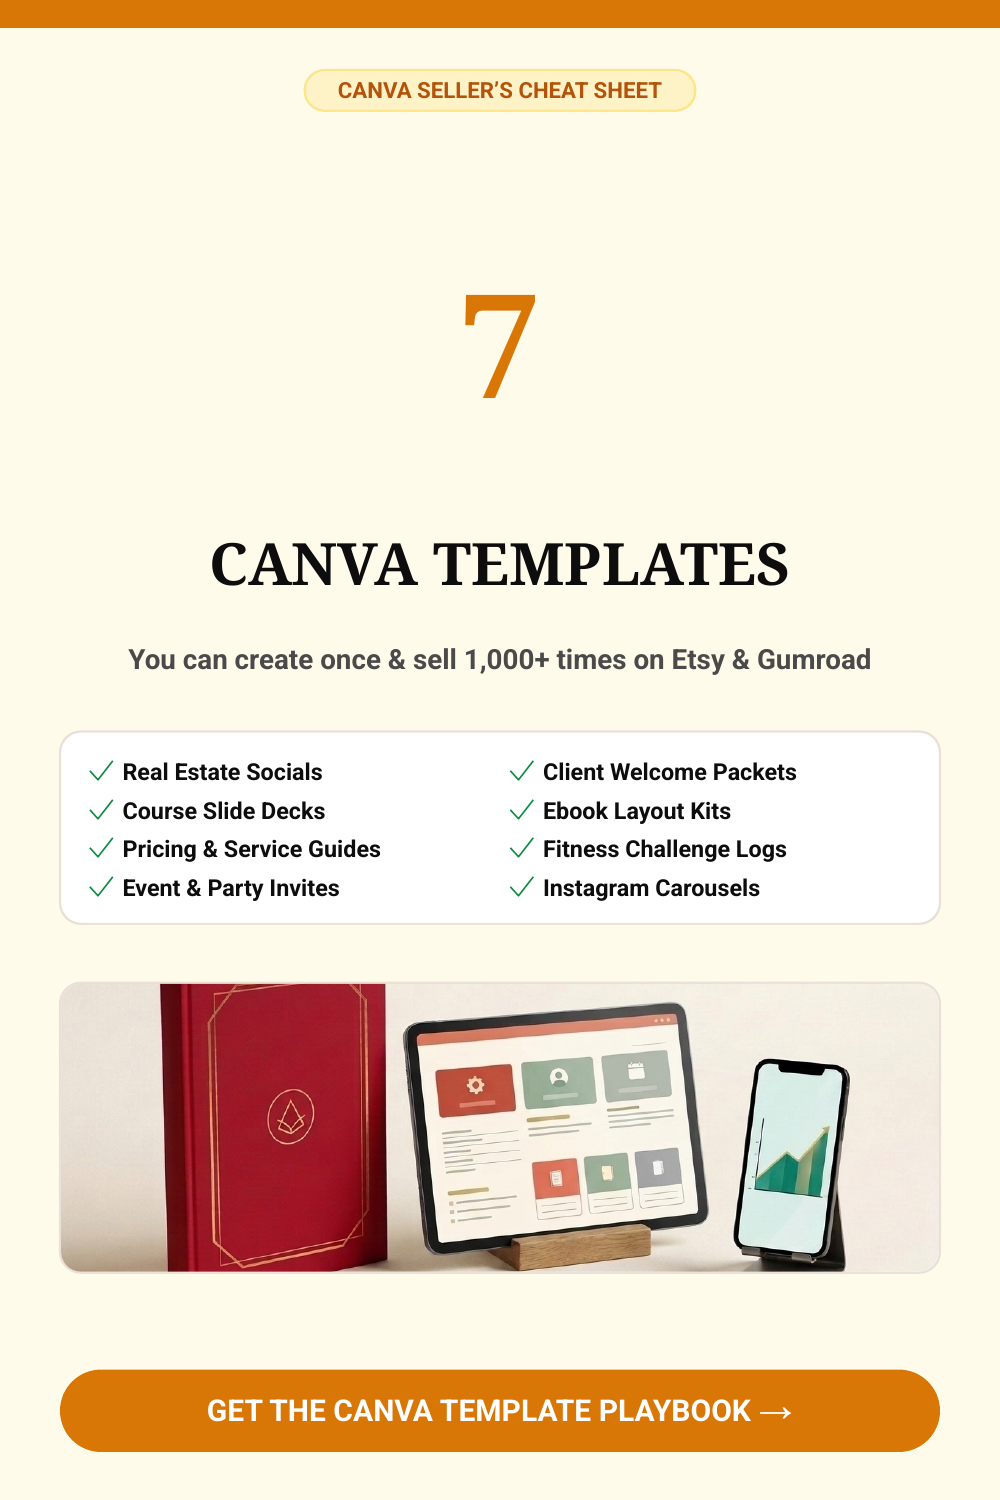 CANVA SELLER’S CHEAT SHEET
7
CANVA TEMPLATES
You can create once & sell 1,000+ times on Etsy & Gumroad
Real Estate Socials
Course Slide Decks
Pricing & Service Guides
Event & Party Invites
Client Welcome Packets
Ebook Layout Kits
Fitness Challenge Logs
Instagram Carousels
GET THE CANVA TEMPLATE PLAYBOOK →